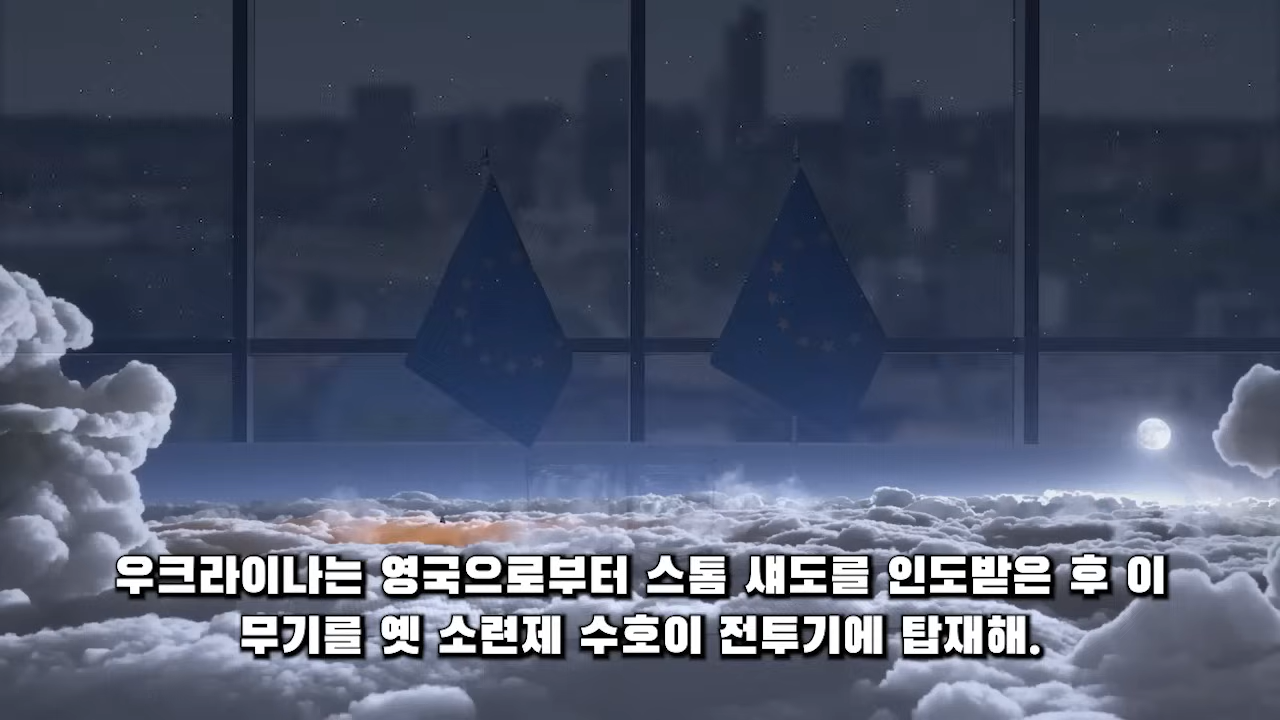 우크라이나는 영국으로부터 스톰 섀도를 인도받은 후 이
무기를 옛 소련제 수호이 전투기에 탑재해.